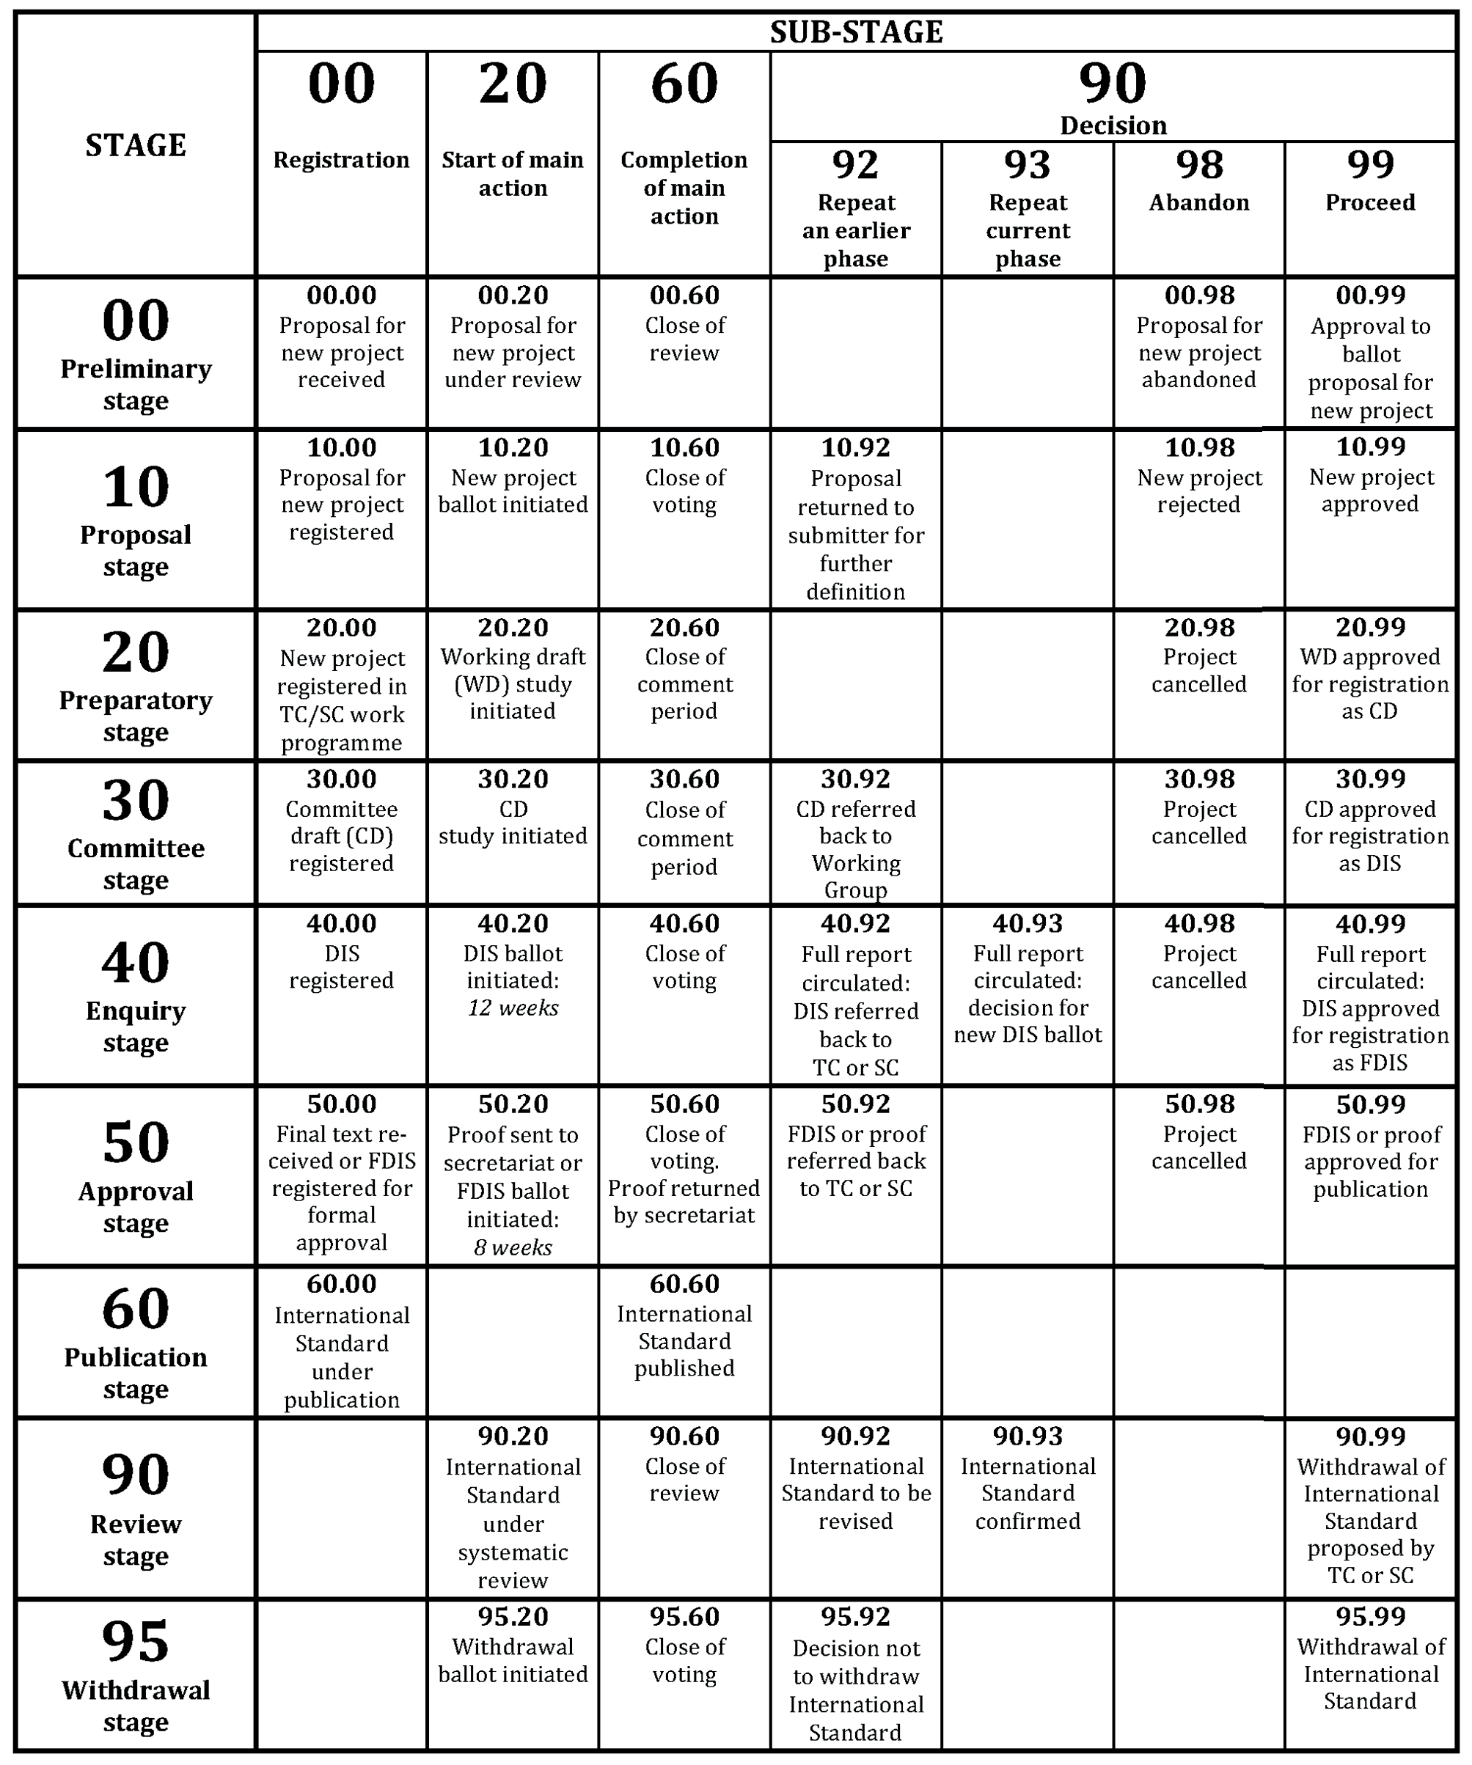 STAGE
SUB-STAGE
00
Registration
20
Start of main
action
60
Completion
of main
action
90
Decision
92
Repeat
an earlier
phase
93
Repeat
current
phase
98
Abandon
99
Proceed
00
Preliminary
stage
00.00
Proposal for
new project
received
00.20
Proposal for
new project
under review
00.60
Close of
review
00.98
Proposal for
new project
abandoned
00.99
Approval to
ballot
proposal for
new project
10
Proposal
stage
10.00
Proposal for
new project
registered
10.20
New project
ballot initiated
10.60
Close of
voting
10.92
Proposal
returned to
submitter for
further
definition
10.98
New project
rejected
10.99
New project
approved
20
Preparatory
stage
20.00
New project
registered in
TC/SC work
programme
20.20
Working draft
(WD) study
initiated
20.60
Close of
comment
period
20.98
Project
cancelled
20.99
WD approved
for registration
as CD
30
Committee
stage
30.00
Committee
draft (CD)
registered
30.20
CD
study initiated
30.60
Close of
comment
period
30.92
CD referred
back to
Working
Group
30.98
Project
cancelled
30.99
CD approved
for registration
as DIS
40
Enquiry
stage
40.00
DIS
registered
40.20
DIS ballot
initiated:
12 weeks
40.60
Close of
voting
40.92
Full report
circulated:
DIS referred
back to
TC or SC
40.93
Full report
circulated:
decision for
new DIS ballot
40.98
Project
cancelled
40.99
Full report
circulated:
DIS approved
for registration
as FDIS
50
Approval
stage
50.00
Final text re-
ceived or FDIS
registered for
formal
approval
50.20
Proof sent to
secretariat or
FDIS ballot
initiated:
8 weeks
50.60
Close of
voting.
Proof returned
by secretariat
50.92
FDIS or proof
referred back
to TC or SC
50.98
Project
cancelled
50.99
FDIS or proof
approved for
publication
60
Publication
stage
60.00
International
Standard
under
publication
60.60
International
Standard
published
90
Review
stage
90.20
International
Standard
under
systematic
review
90.60
Close of
review
90.92
International
Standard to be
revised
90.93
International
Standard
confirmed
90.99
Withdrawal of
International
Standard
proposed by
TC or SC
95
Withdrawal
stage
95.20
Withdrawal
ballot initiated
95.60
Close of
voting
95.92
Decision not
to withdraw
International
Standard
95.99
Withdrawal of
International
Standard